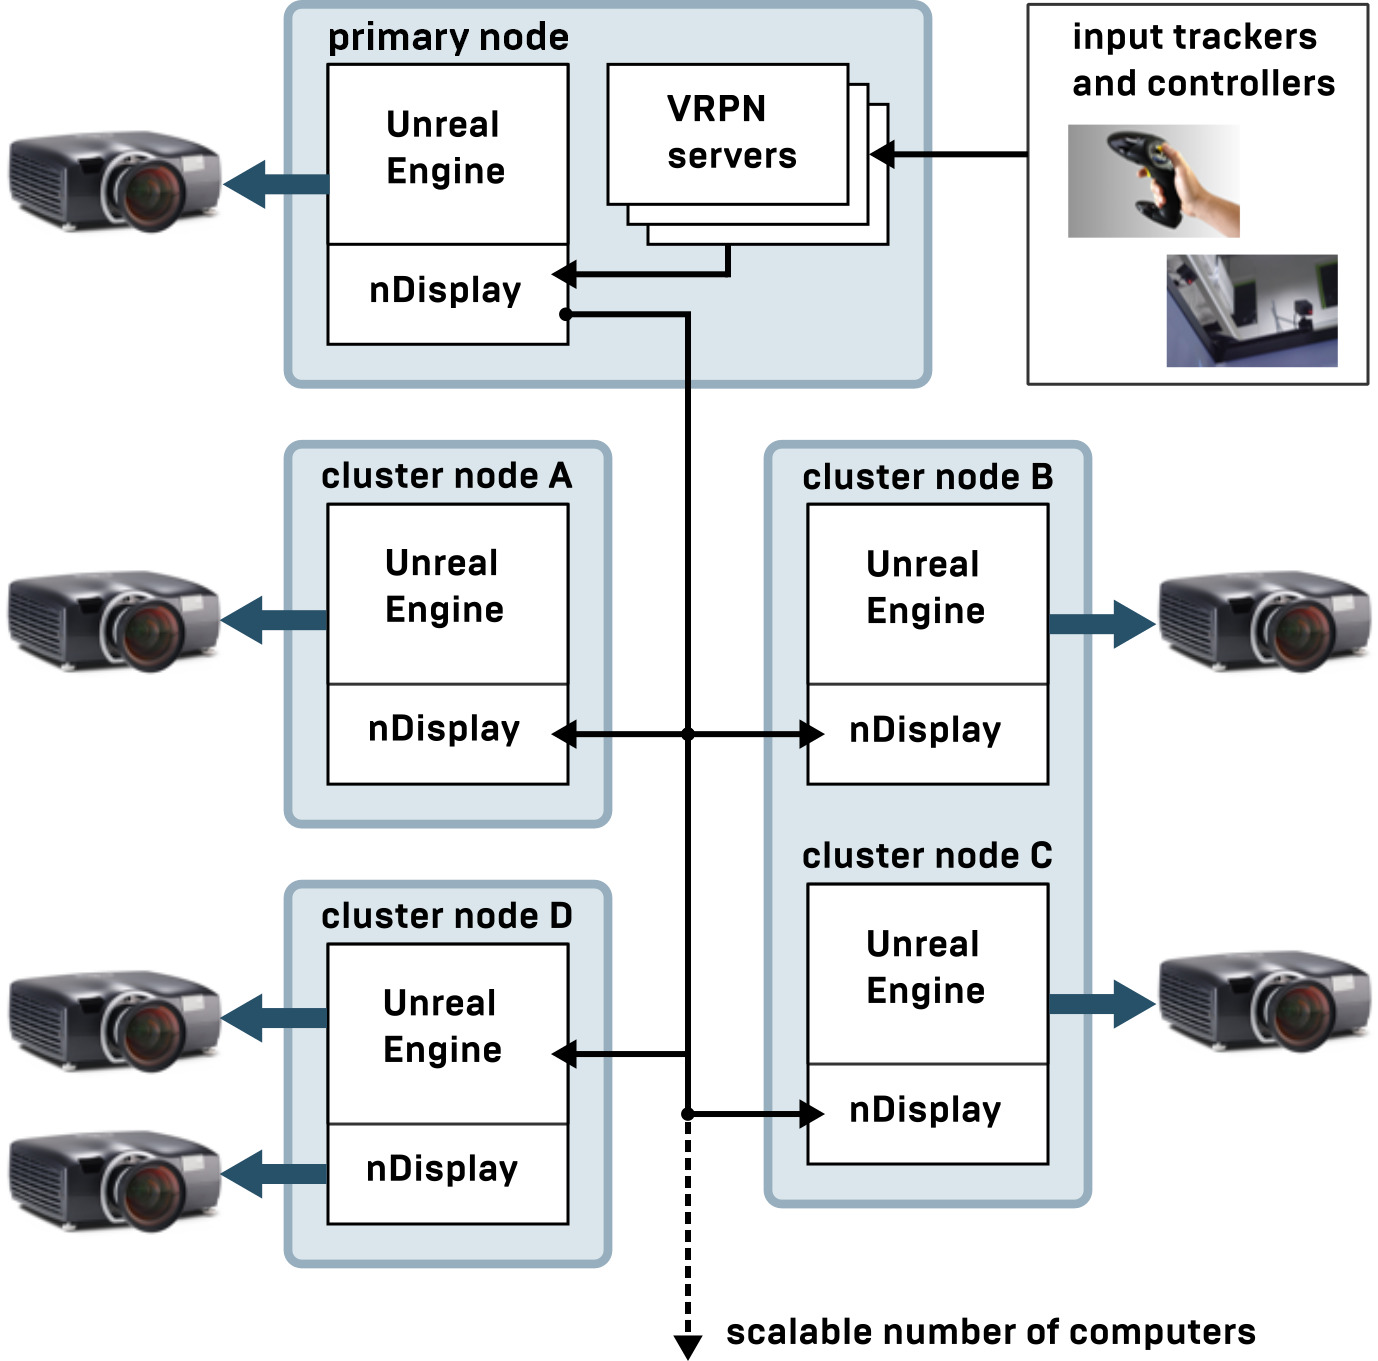 primary node
Unreal
Engine
nDisplay
VRPN
servers
input trackers
and controllers
cluster node A
Unreal
Engine
nDisplay
cluster node B
Unreal
Engine
nDisplay
cluster node C
Unreal
Engine
nDisplay
cluster node D
Unreal
Engine
nDisplay
scalable number of computers